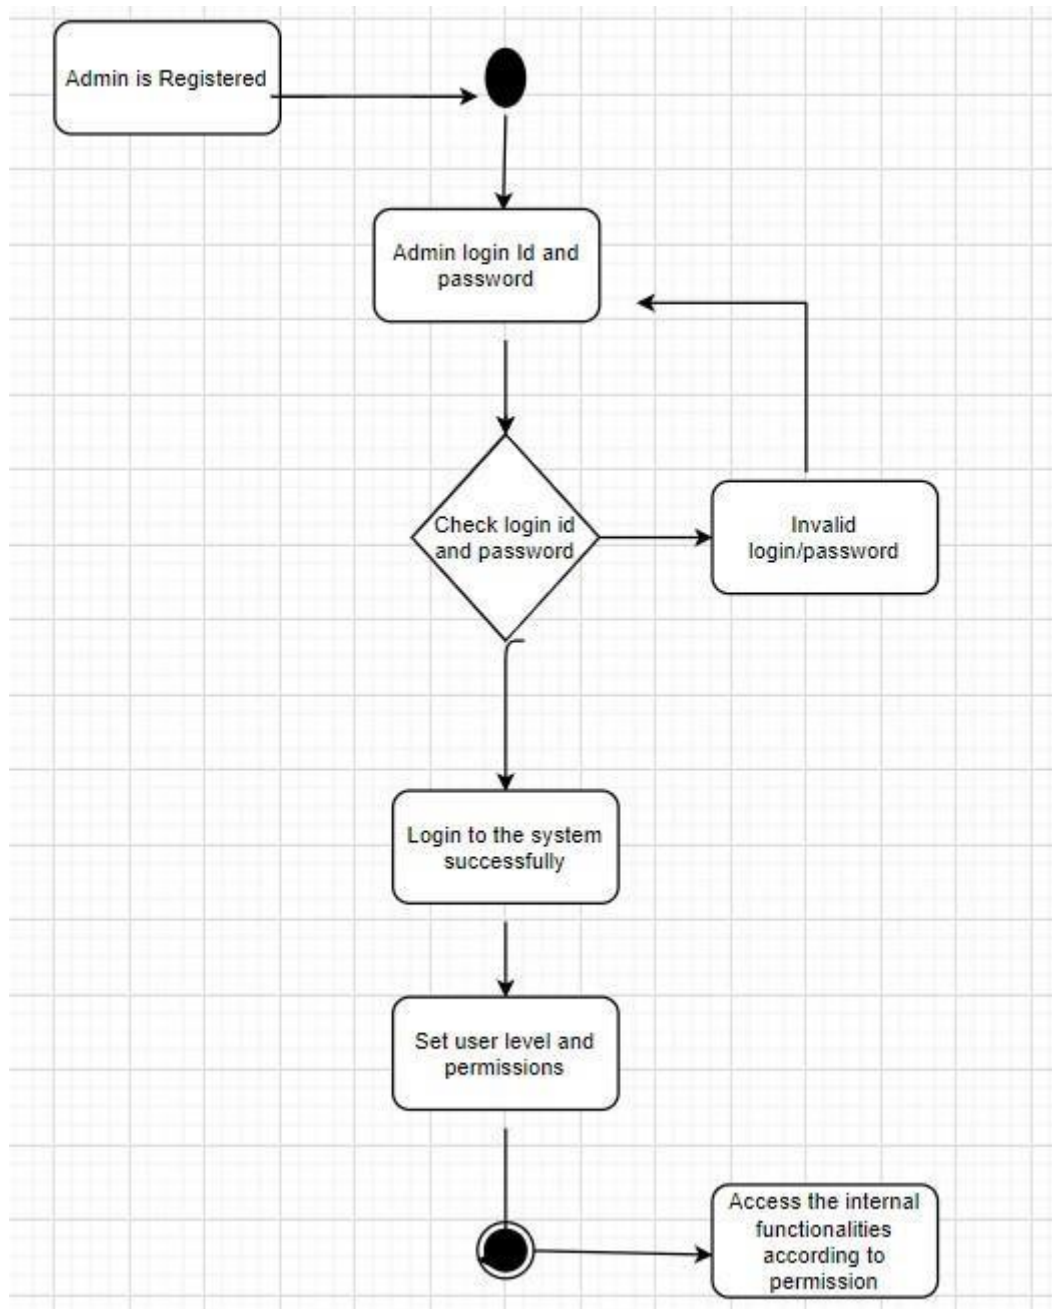 Admin is Registered
Admin login Id and
password
Check login id
and password
Invalid
login/password
Login to the system
successfully
Set user level and
permissions
Access the internal
functionalities
according to
permission